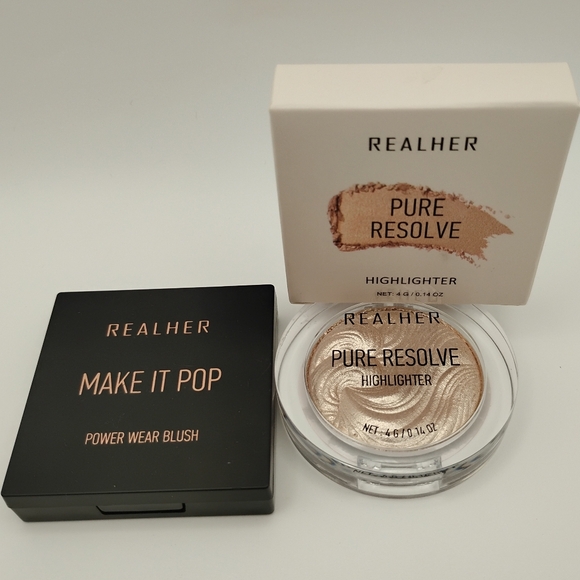 REALHER
PURE
RESOLVE
HIGHLIGHTER
NET: 4 G / 0.14 OZ
REALHER
PURE RESOLVE
HIGHLIGHTER
NET : 4 G / 0.14 OZ
REALHER
MAKE IT POP
POWER WEAR BLUSH